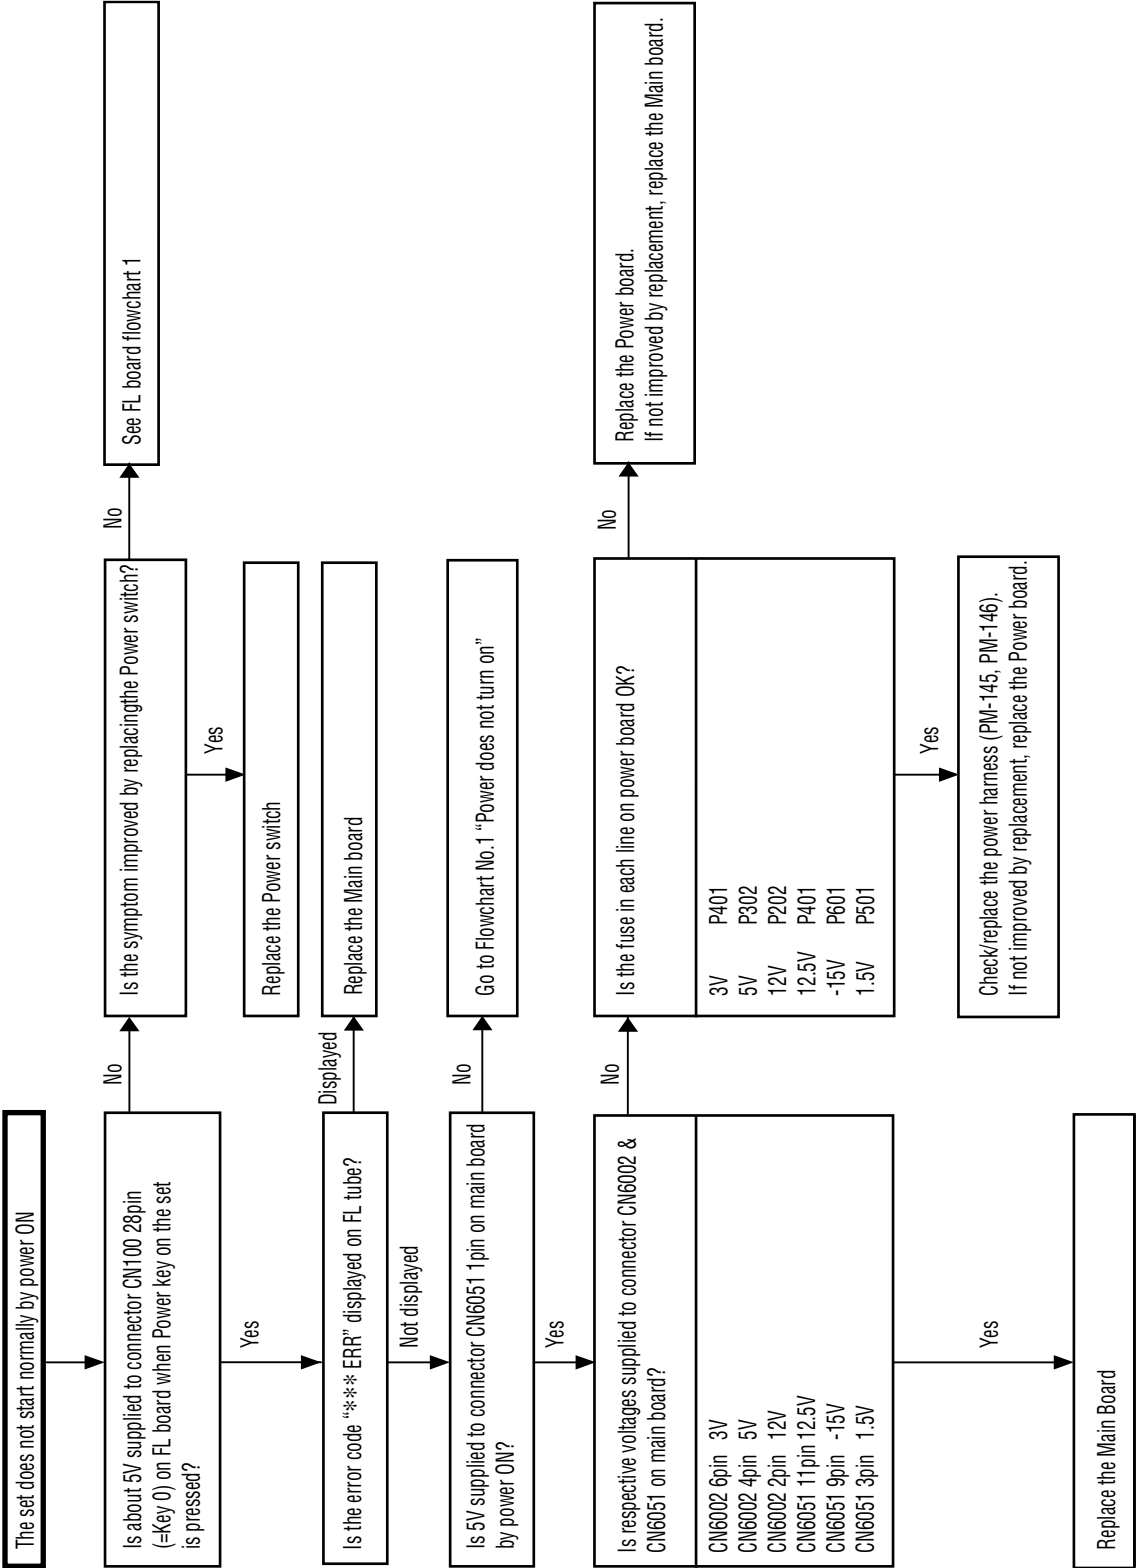 The set does not start normally by power ON
Is about 5V supplied to connector CN100 28pin
(=Key 0) on FL board when Power key on the set
is pressed?
No
Is the symptom improved by replacingthe Power switch?
No
See FL board flowchart 1
Yes
Replace the Power switch
Yes
Is the error code “*** ERR” displayed on FL tube?
Displayed
Replace the Main board
Not displayed
Is 5V supplied to connector CN6051 1pin on main board
by power ON?
No
Go to Flowchart No.1 “Power does not turn on”
Yes
Is respective voltages supplied to connector CN6002 &
CN6051 on main board?
CN6002 6pin 3V
CN6002 4pin 5V
CN6002 2pin 12V
CN6051 11pin 12.5V
CN6051 9pin -15V
CN6051 3pin 1.5V
No
Is the fuse in each line on power board OK?
3V P401
5V P302
12V P202
12.5V P401
-15V P601
1.5V P501
No
Replace the Power board.
If not improved by replacement, replace the Main board.
Yes
Check/replace the power harness (PM-145, PM-146).
If not improved by replacement, replace the Power board.
Yes
Replace the Main Board